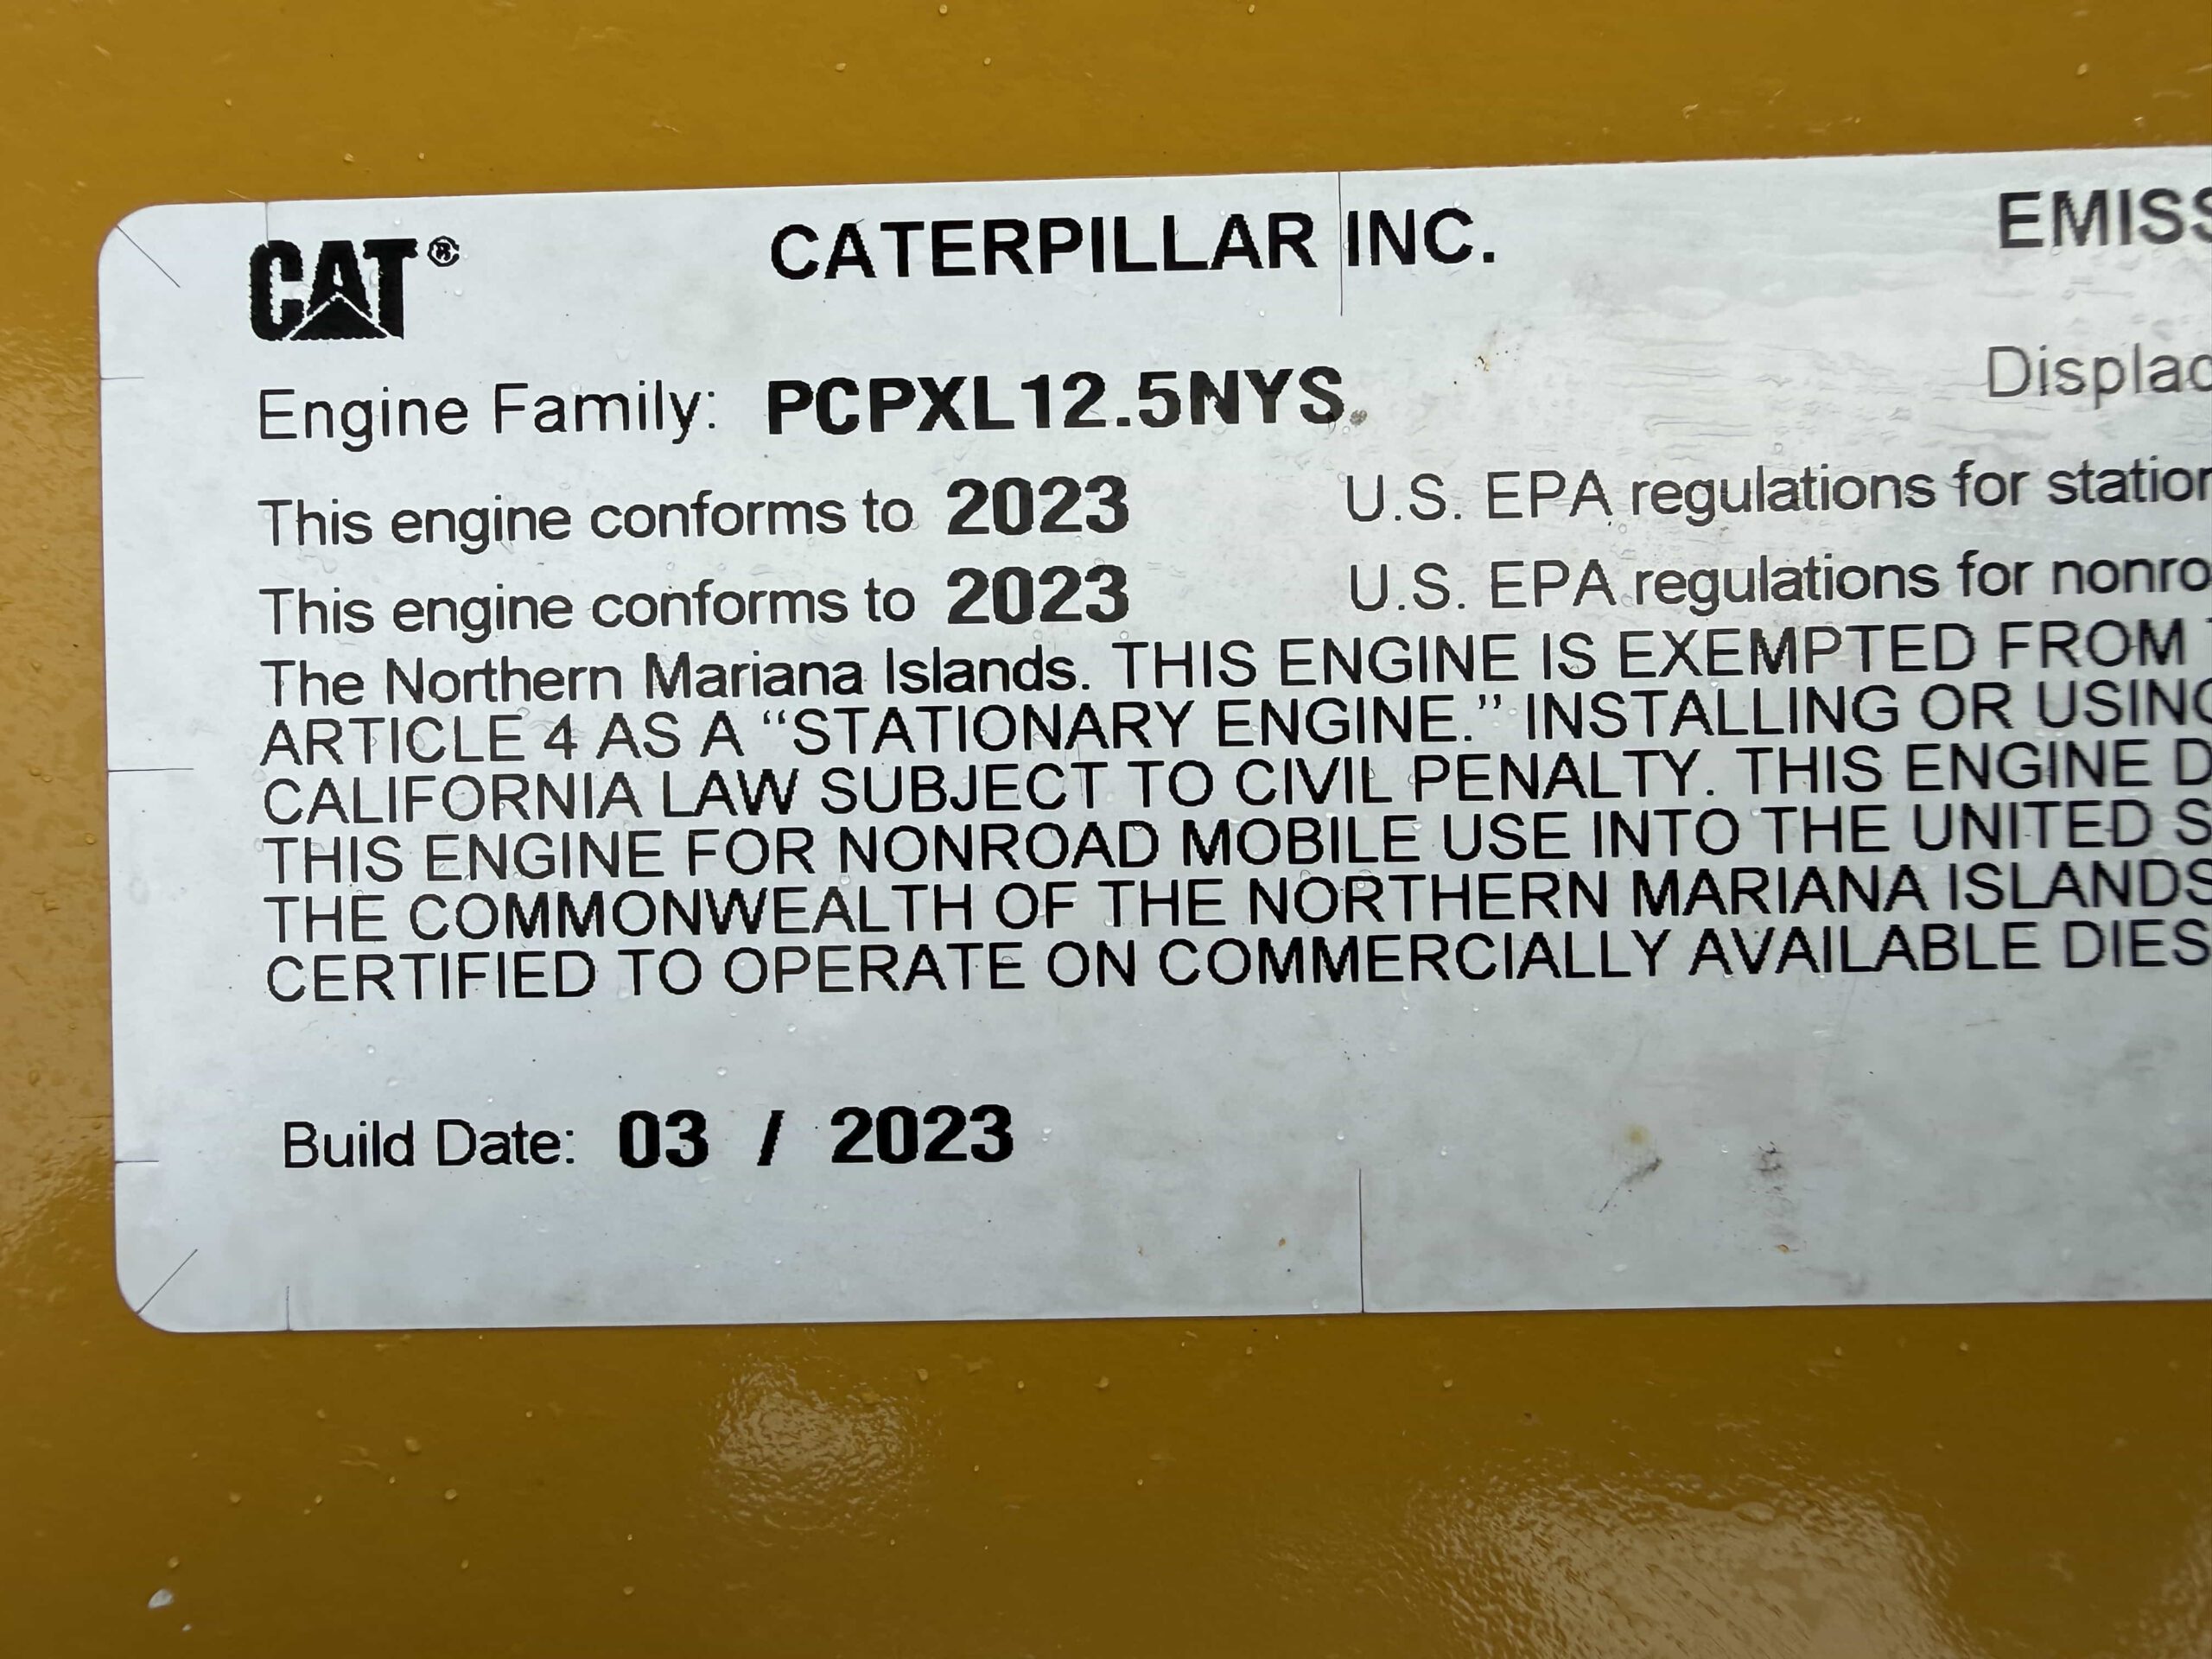 CAT® CATERPILLAR INC. EMISS
Engine Family: PCPXL12.5NYS Displac
This engine conforms to 2023 U.S. EPA regulations for station
This engine conforms to 2023 U.S. EPA regulations for nonro
The Northern Mariana Islands. THIS ENGINE IS EXEMPTED FROM
ARTICLE 4 AS A “STATIONARY ENGINE.” INSTALLING OR USING
CALIFORNIA LAW SUBJECT TO CIVIL PENALTY. THIS ENGINE D
THIS ENGINE FOR NONROAD MOBILE USE INTO THE UNITED S
THE COMMONWEALTH OF THE NORTHERN MARIANA ISLANDS
CERTIFIED TO OPERATE ON COMMERCIALLY AVAILABLE DIES
Build Date: 03 / 2023